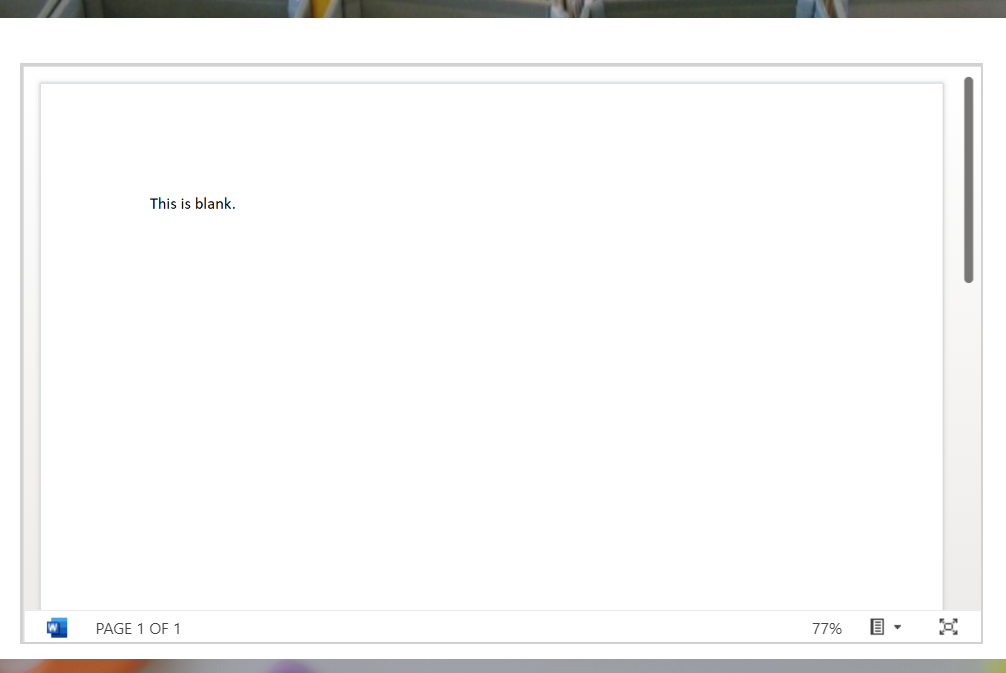 This is blank.
PAGE 1 OF 1
77%